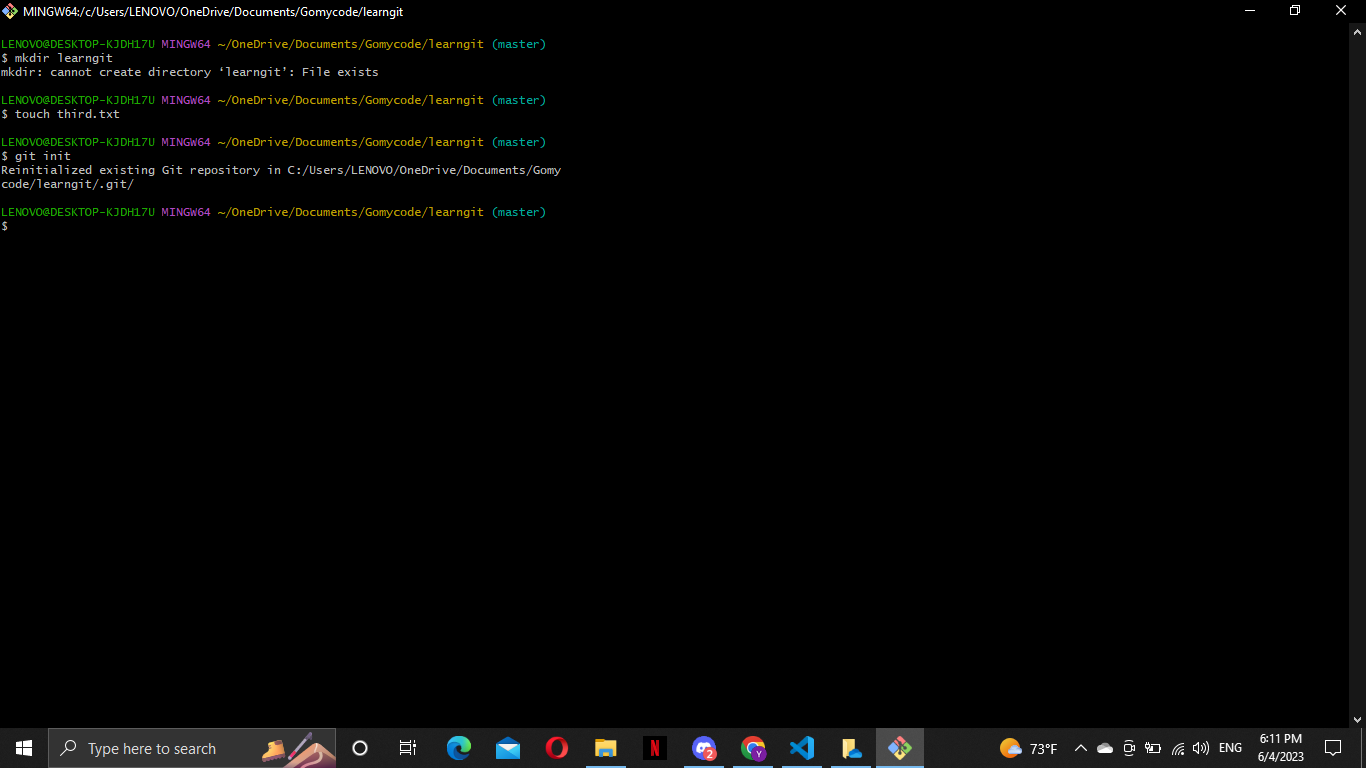 MINGW64:/c/Users/LENOVO/OneDrive/Documents/Gomycode/learngit
LENOVO@DESKTOP-KJDH17U MINGW64 ~/OneDrive/Documents/Gomycode/learngit (master)
$ mkdir learngit
mkdir: cannot create directory ‘learngit’: File exists
LENOVO@DESKTOP-KJDH17U MINGW64 ~/OneDrive/Documents/Gomycode/learngit (master)
$ touch third.txt
LENOVO@DESKTOP-KJDH17U MINGW64 ~/OneDrive/Documents/Gomycode/learngit (master)
$ git init
Reinitialized existing Git repository in C:/Users/LENOVO/OneDrive/Documents/Gomy
code/learngit/.git/
LENOVO@DESKTOP-KJDH17U MINGW64 ~/OneDrive/Documents/Gomycode/learngit (master)
$
Type here to search
N
2
Y
73°F
ENG
6:11 PM
6/4/2023